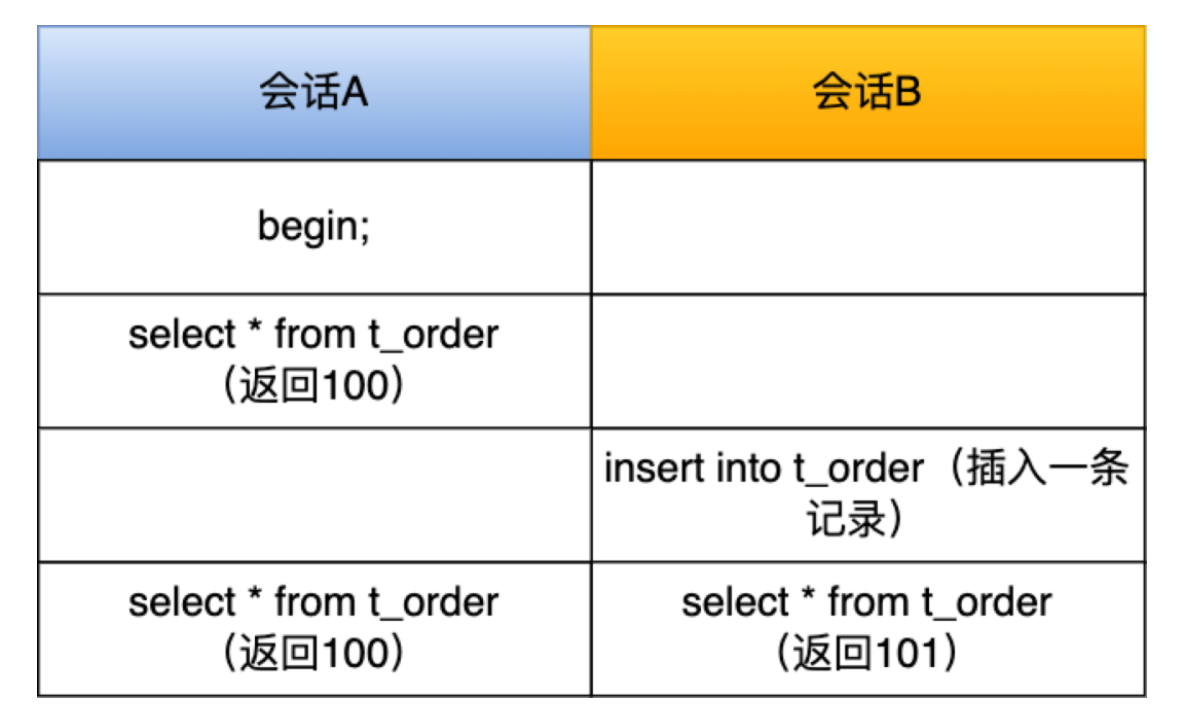 会话A
会话B
begin;
select * from t_order
（返回100）
insert into t_order（插入一条
记录）
select * from t_order
（返回100）
select * from t_order
（返回101）